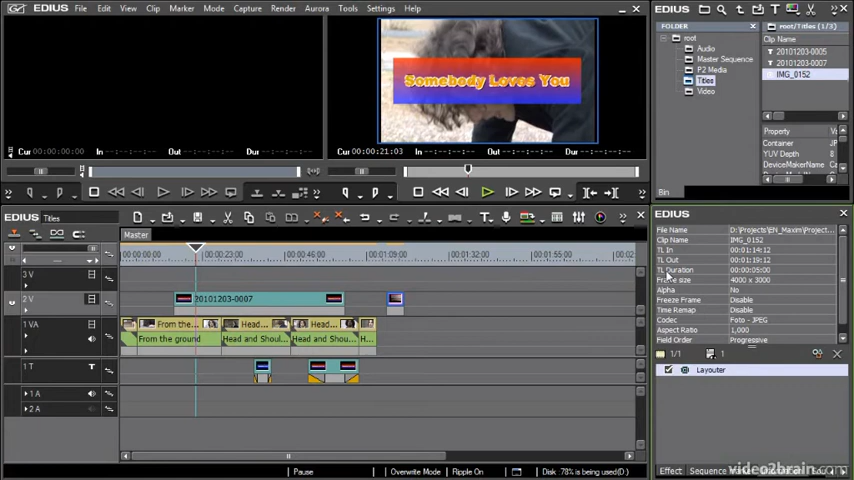 EDIUS File Edit View Clip Marker Mode Capture Render Aurora Tools Settings Help
EDIUS
FOLDER
root
Audio
Master Sequence
P2 Media
Titles
Video
root/Titles (1/3)
Clip Name
20101203-0005
20101203-0007
IMG_0152
Property
Container
YUV Depth
DeviceMakerName
Bin
Somebody Loves You
Cur 00:00:00:00 In --:--:--:-- Out --:--:--:-- Dur --:--:--:--
Cur 00:00:21:03 In --:--:--:-- Out --:--:--:-- Dur --:--:--:--
EDIUS Titles
Master
00:00:00:00 00:00:23:00 00:00:46:00 00:01:09:00 00:01:32:00 00:01:55:00
3 V
2 V
20101203-0007
1 VA
From the... Head... Head...
From the ground Head and Shoul... Head and Shoul... H...
1 T
1 A
2 A
Pause Overwrite Mode Ripple On Disk :78% is being used(D:)
EDIUS
File Name D:\Projects\EN_Maxim\Project...
Clip Name IMG_0152
TL In 00:01:14:12
TL Out 00:01:19:12
TL Duration 00:00:05:00
Frame size 4000 x 3000
Alpha No
Freeze Frame Disable
Time Remap Disable
Codec Foto - JPEG
Aspect Ratio 1,000
Field Order Progressive
1/1 1
Layouter
Effect Sequence marker
video2brain.com